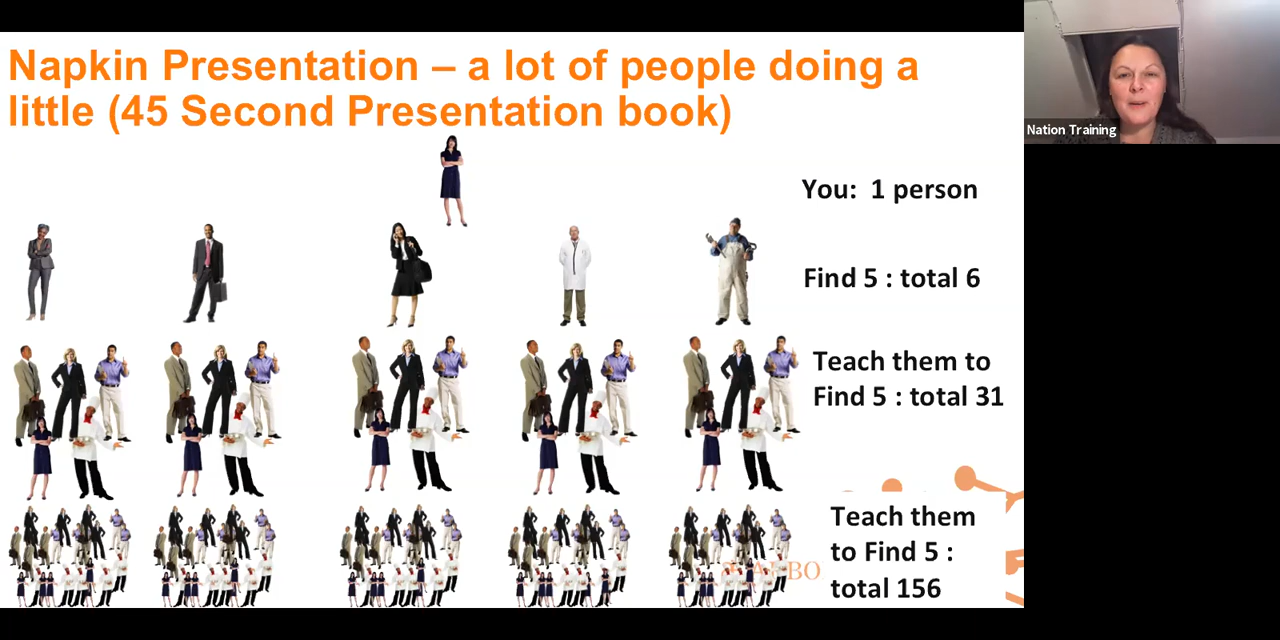 Napkin Presentation – a lot of people doing a
little (45 Second Presentation book)
Nation Training
You:  1 person
Find 5 : total 6
Teach them to
Find 5 : total 31
Teach them
to Find 5 :
total 156